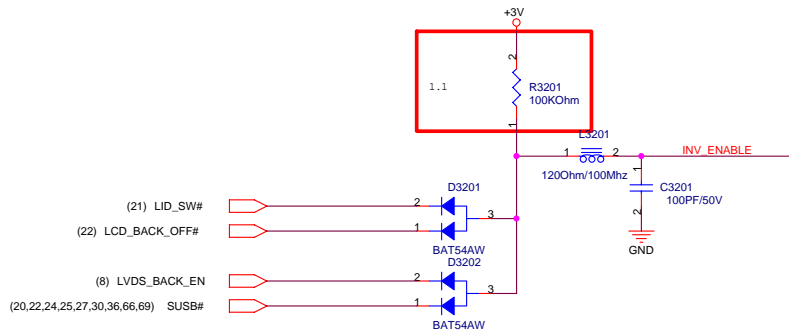 +3V
2
1.1
R3201
100KOhm
1
L3201
1
2
INV_ENABLE
120Ohm/100Mhz
1
C3201
100PF/50V
2
GND
D3201
(21) LID_SW#
2
3
(22) LCD_BACK_OFF#
1
BAT54AW
D3202
(8) LVDS_BACK_EN
2
3
(20,22,24,25,27,30,36,66,69) SUSB#
1
BAT54AW